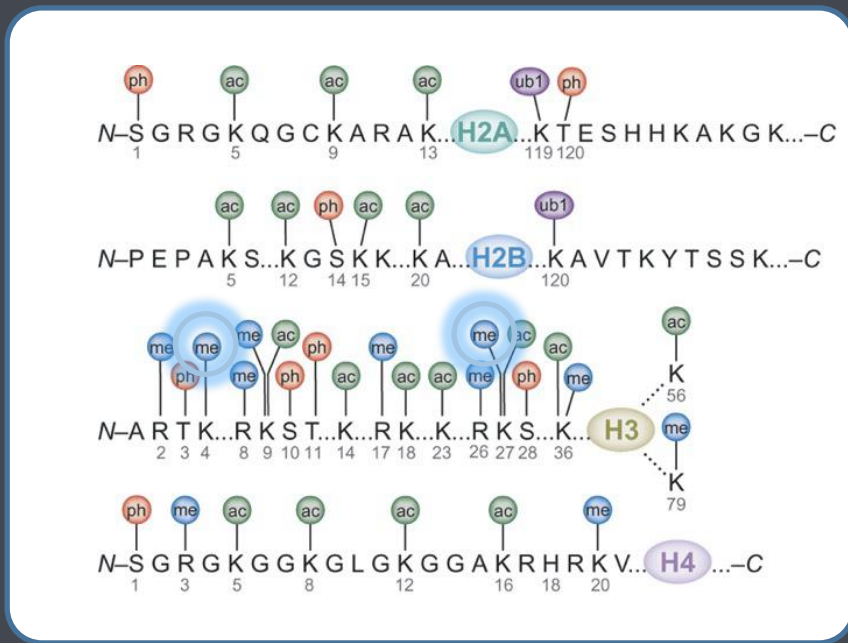 ph ac ac ac ub1 ph
N–S G R G K Q G C K A R A K...H2A...K T E S H H K A K G K...–C
1 5 9 13 119 120
ac ac ph ac ac ub1
N–P E P A K S...K G S K K...K A...H2B...K A V T K Y T S S K...–C
5 12 14 15 20 120
ac
me me me ac ph me me ac ac
ph me ph ac ac ac me ph me K
56
N–A R T K...R K S T...K...R K...K...R K S...K... H3 me
2 3 4 8 9 10 11 14 17 18 23 26 27 28 36
K
79
ph me ac ac ac ac me
N–S G R G K G G K G L G K G G A K R H R K V... H4 ...–C
1 3 5 8 12 16 18 20